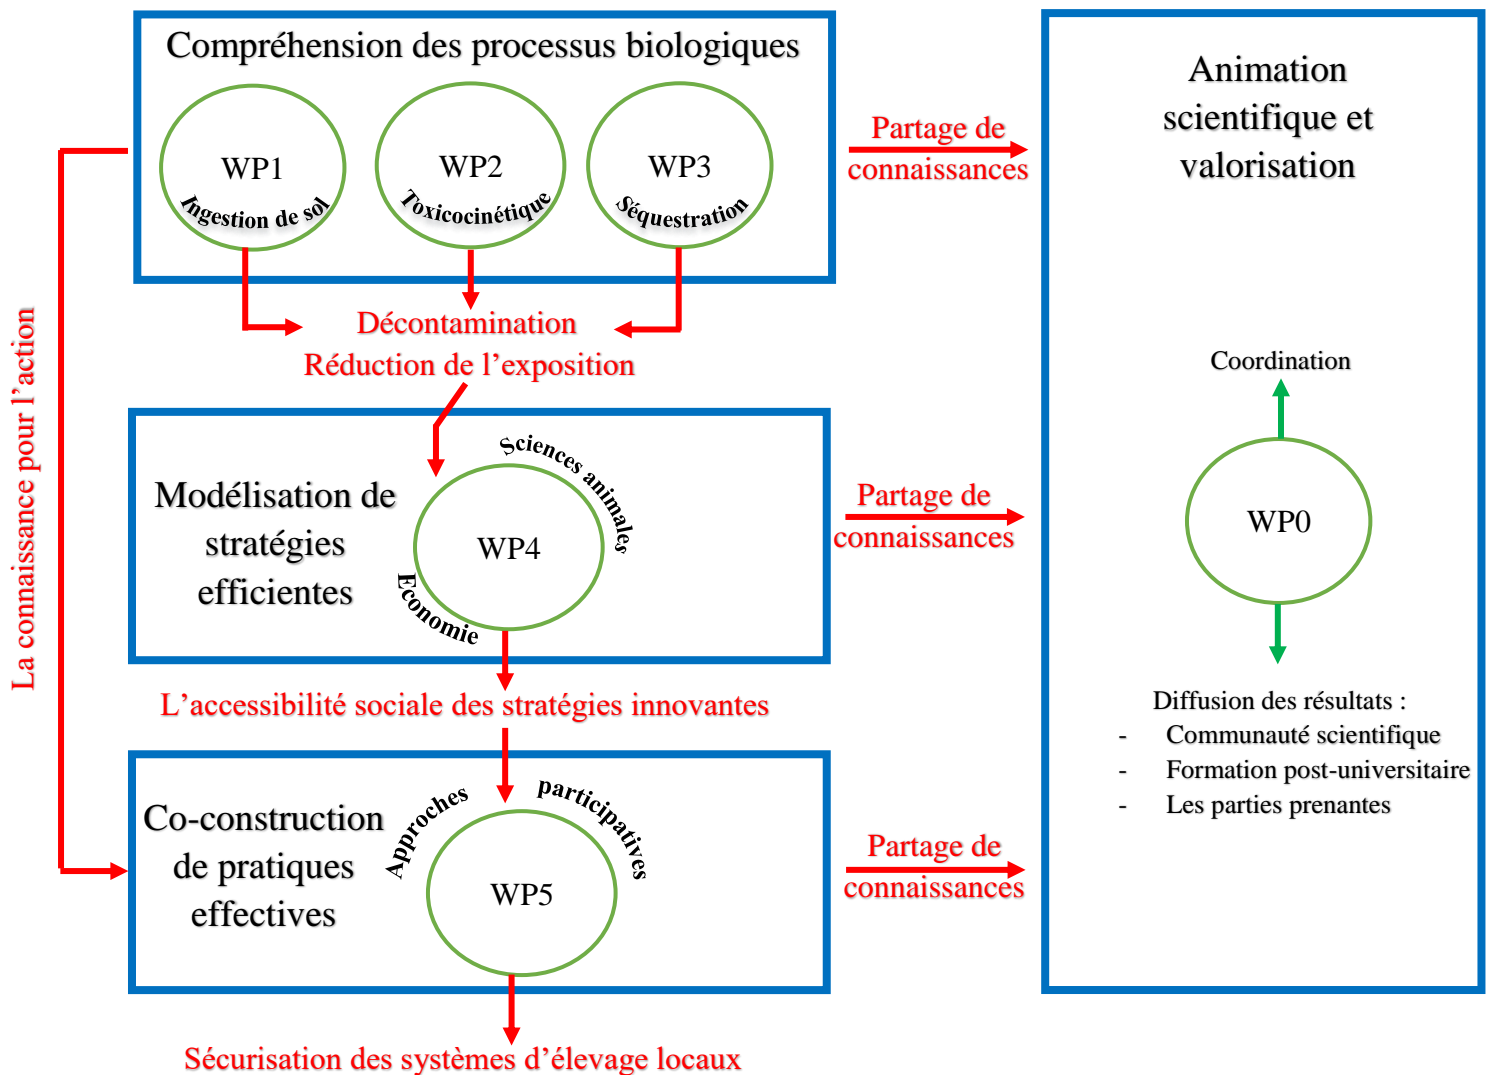 Compréhension des processus biologiques
WP1
Ingestion de sol
WP2
Toxicocinétique
WP3
Séquestration
Partage de
connaissances
Animation
scientifique et
valorisation
La connaissance pour l’action
Décontamination
Réduction de l’exposition
Modélisation de
stratégies
efficientes
Sciences animales
WP4
Economie
Partage de
connaissances
Coordination
WP0
Diffusion des résultats :
- Communauté scientifique
- Formation post-universitaire
- Les parties prenantes
L’accessibilité sociale des stratégies innovantes
Co-construction
de pratiques
effectives
Approches participatives
WP5
Partage de
connaissances
Sécurisation des systèmes d’élevage locaux